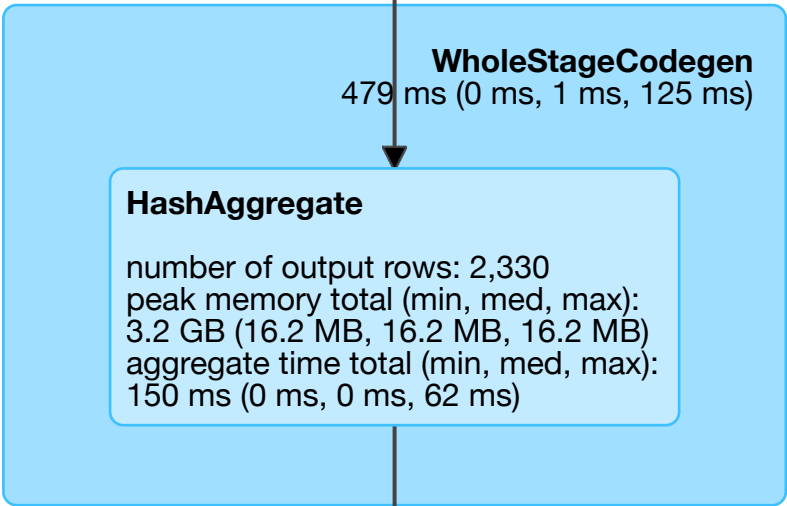 WholeStageCodegen
479 ms (0 ms, 1 ms, 125 ms)
HashAggregate
number of output rows: 2,330
peak memory total (min, med, max):
3.2 GB (16.2 MB, 16.2 MB, 16.2 MB)
aggregate time total (min, med, max):
150 ms (0 ms, 0 ms, 62 ms)